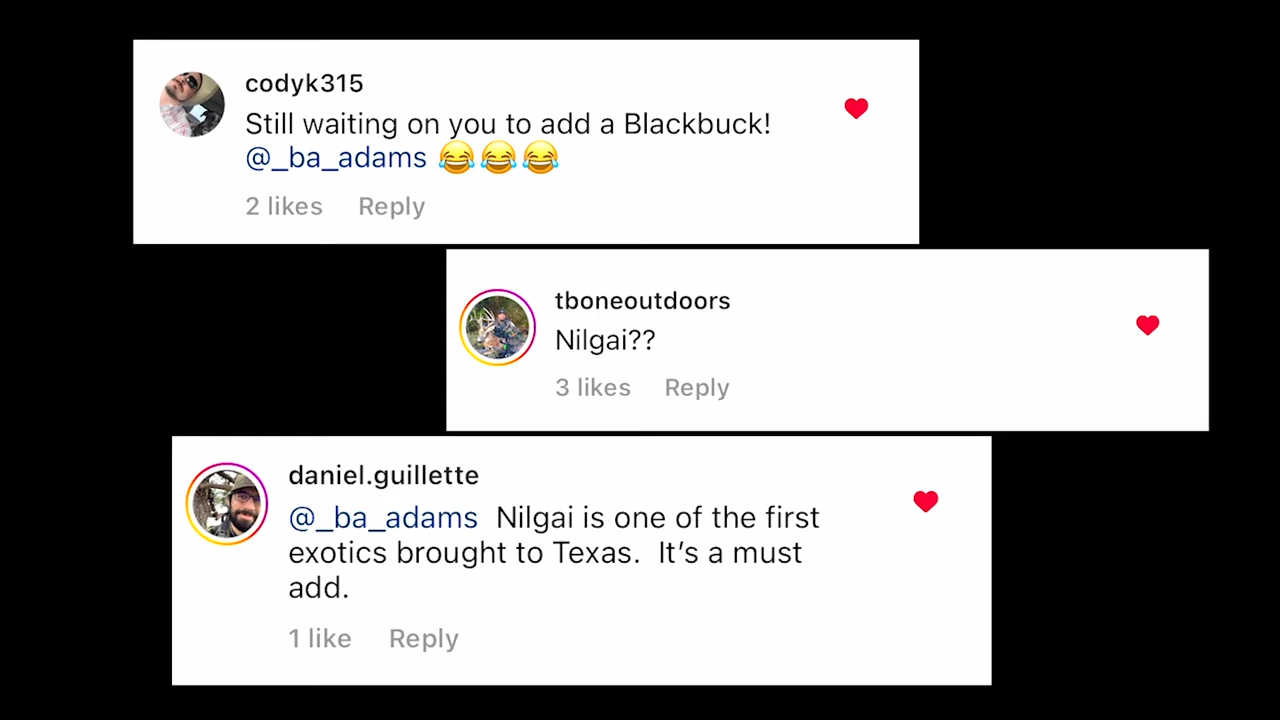 codyk315
Still waiting on you to add a Blackbuck!
@_ba_adams 😂😂😂
2 likes Reply
tboneoutdoors
Nilgai??
3 likes Reply
daniel.guillette
@_ba_adams Nilgai is one of the first
exotics brought to Texas. It’s a must
add.
1 like Reply